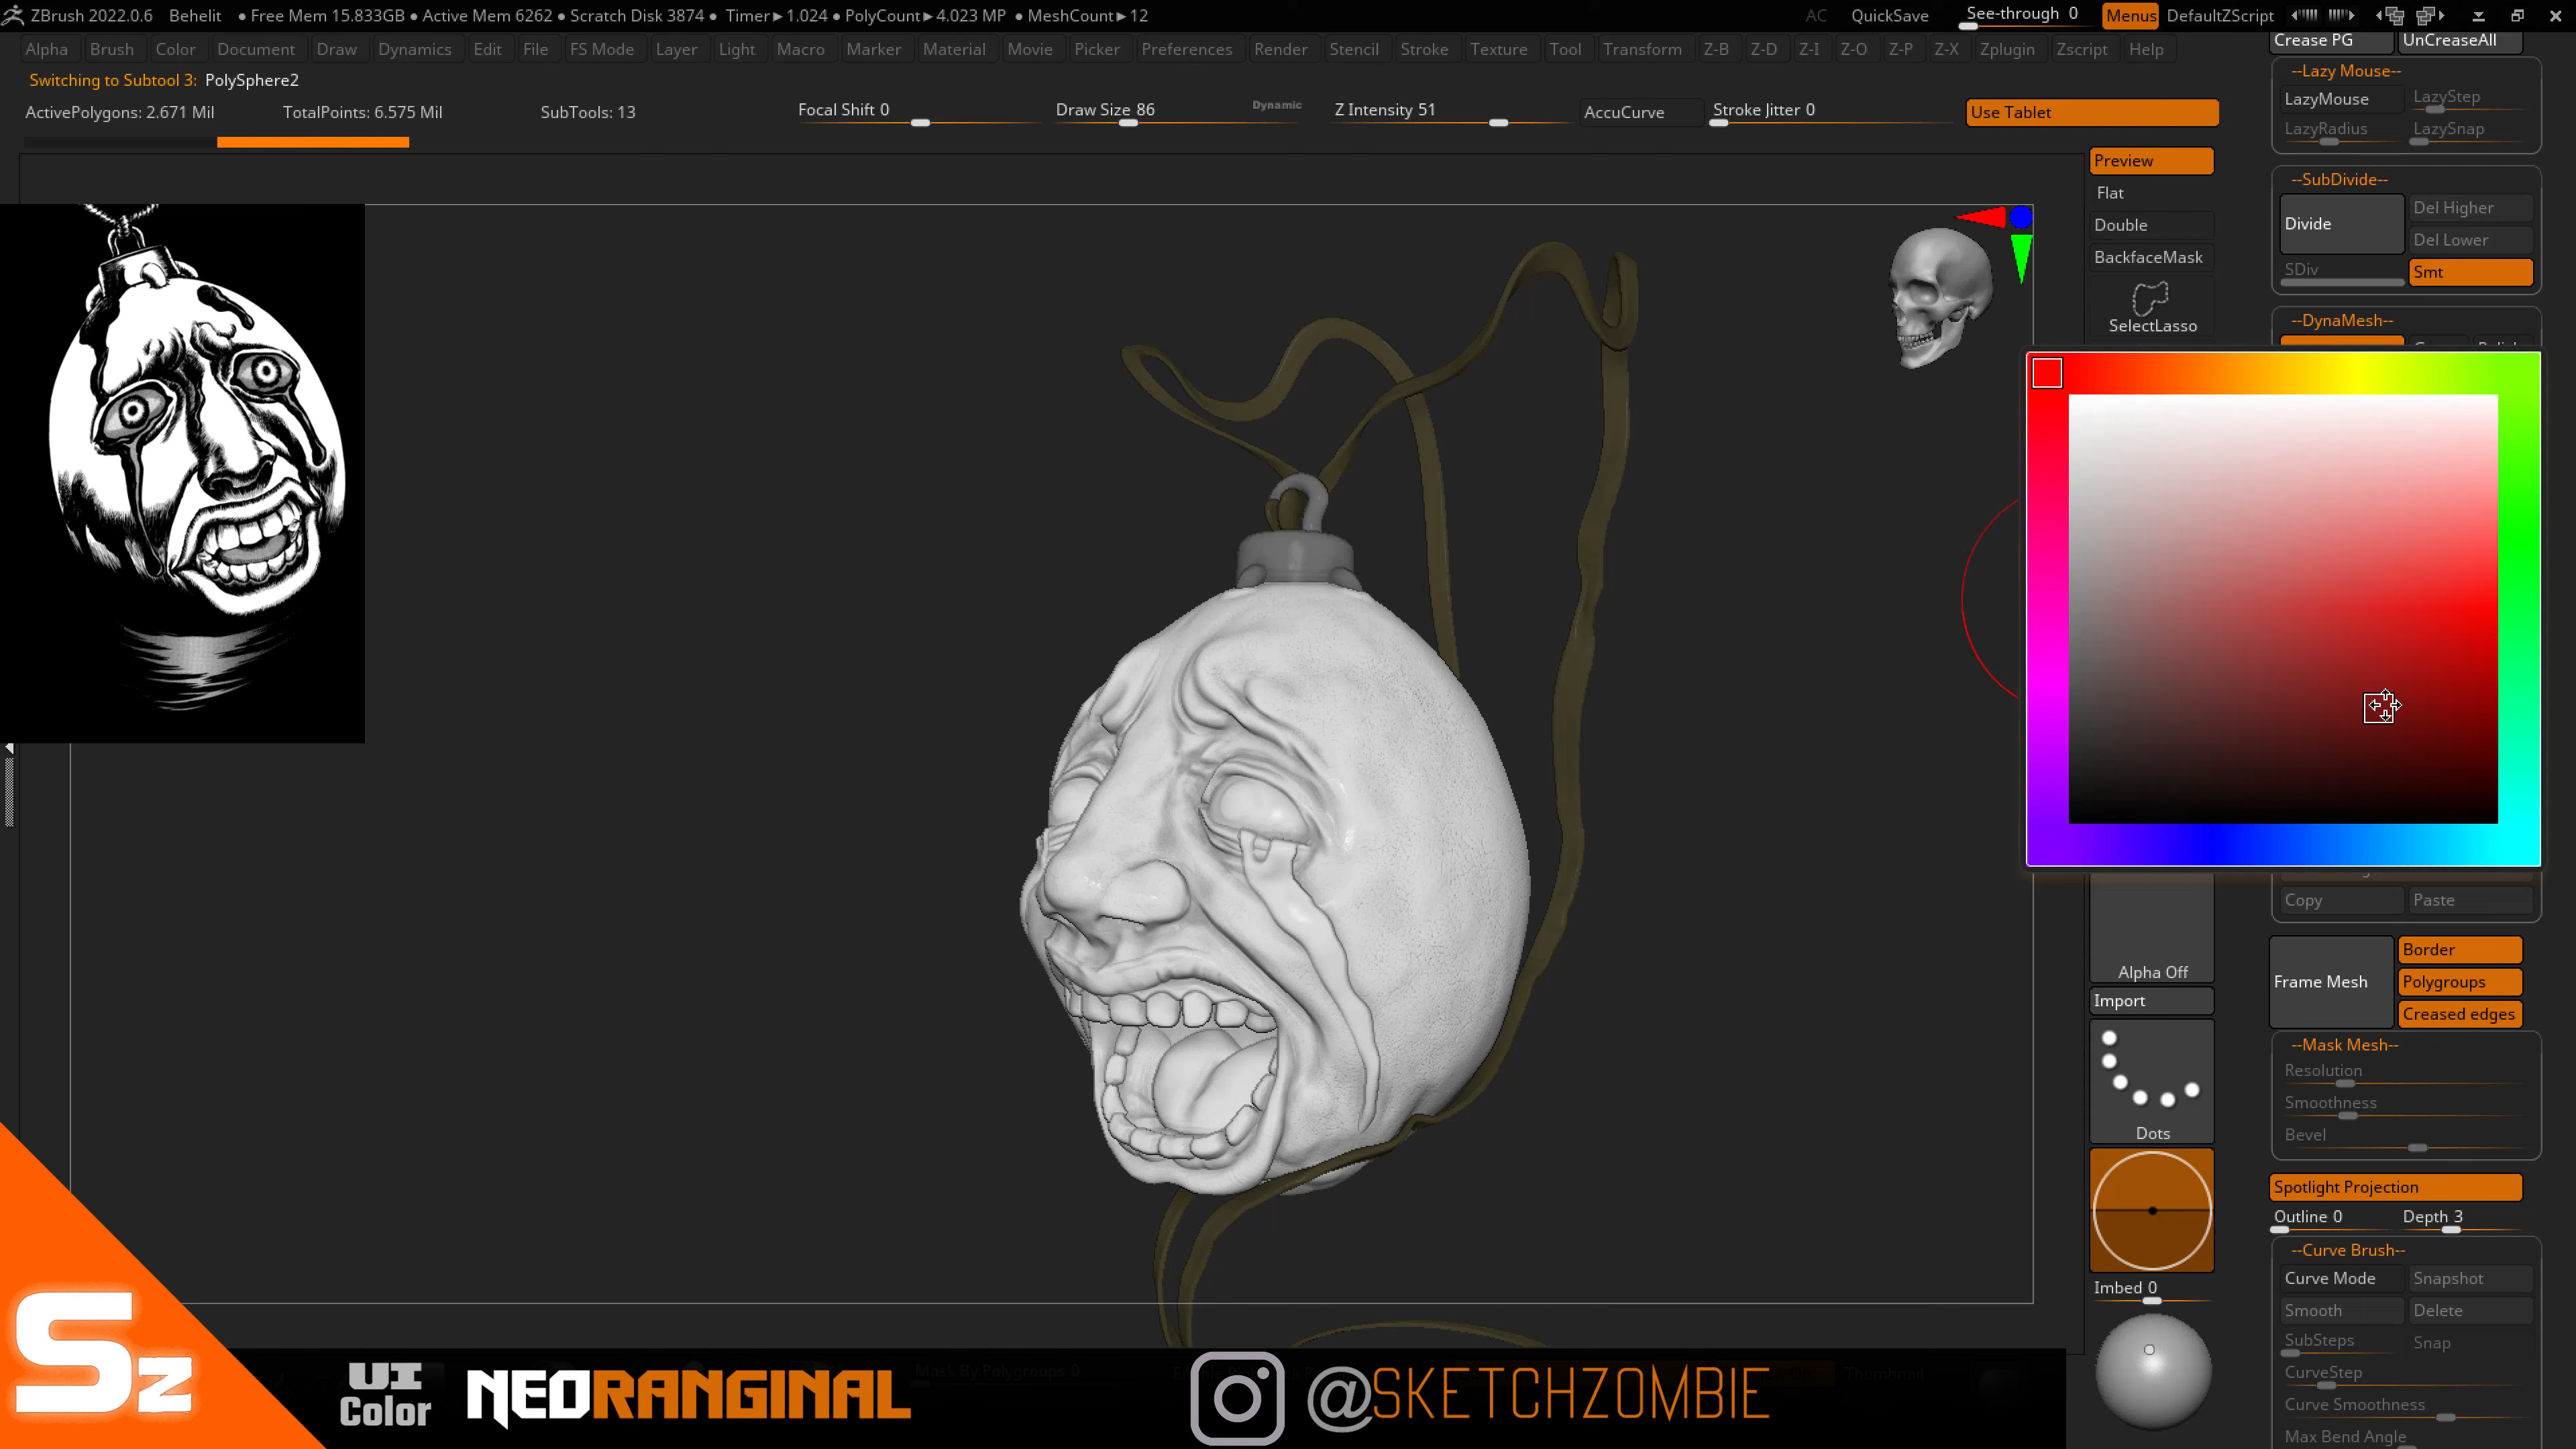 ZBrush 2022.0.6 Behelit ● Free Mem 15.833GB ● Active Mem 6262 ● Scratch Disk 3874 ● Timer►1.024 ● PolyCount►4.023 MP ● MeshCount►12 AC QuickSave See-through 0 Menus DefaultZScript
Alpha Brush Color Document Draw Dynamics Edit File FS Mode Layer Light Macro Marker Material Movie Picker Preferences Render Stencil Stroke Texture Tool Transform Z-B Z-D Z-I Z-O Z-P Z-X Zplugin Zscript Help
Crease PG UnCreaseAll
Switching to Subtool 3: PolySphere2
ActivePolygons: 2.671 Mil TotalPoints: 6.575 Mil SubTools: 13
Focal Shift 0 Draw Size 86 Dynamic Z Intensity 51 AccuCurve Stroke Jitter 0 Use Tablet
--Lazy Mouse--
LazyMouse LazyStep
LazyRadius LazySnap
Preview
Flat
Double
BackfaceMask
SelectLasso
--SubDivide--
Divide Del Higher
Del Lower
SDiv Smt
--DynaMesh--
Copy Paste
Alpha Off
Import
Dots
Imbed 0
Frame Mesh Border
Polygroups
Creased edges
--Mask Mesh--
Resolution
Smoothness
Bevel
Spotlight Projection
Outline 0 Depth 3
--Curve Brush--
Curve Mode Snapshot
Smooth Delete
SubSteps Snap
CurveStep
Curve Smoothness
Max Bend Angle
Mask By Polygroups 0
Thumbnail
Sz
UI
Color
NEORANGINAL
@SKETCHZOMBIE